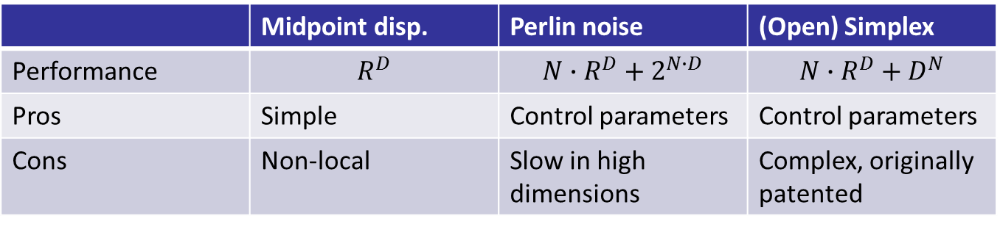 Midpoint disp. Perlin noise (Open) Simplex
Performance R^D N · R^D + 2^{N·D} N · R^D + D^N
Pros Simple Control parameters Control parameters
Cons Non-local Slow in high dimensions Complex, originally patented